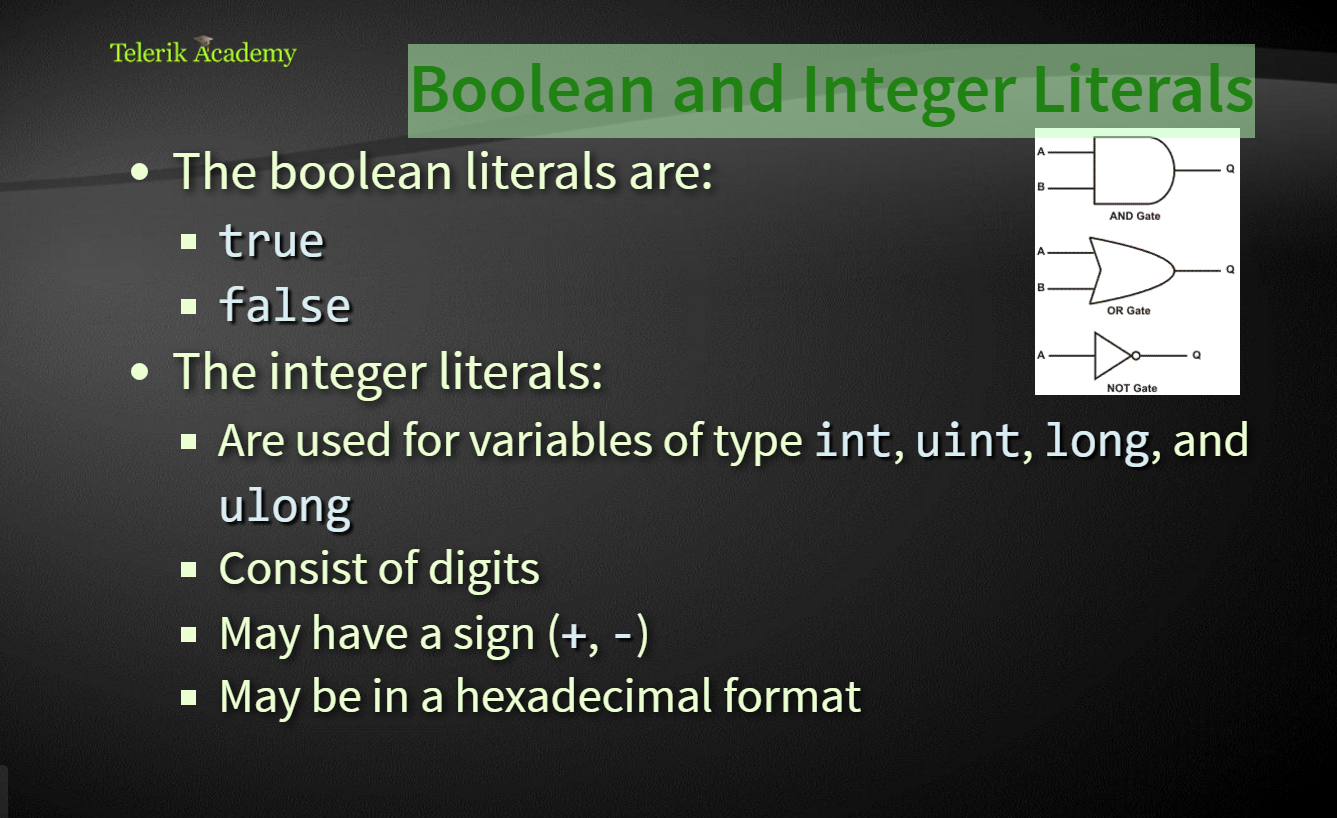 Telerik Academy
Boolean and Integer Literals
• The boolean literals are:
▪ true
▪ false
• The integer literals:
▪ Are used for variables of type int, uint, long, and
ulong
▪ Consist of digits
▪ May have a sign (+, -)
▪ May be in a hexadecimal format
A
Q
B
AND Gate
A
Q
B
OR Gate
A Q
NOT Gate